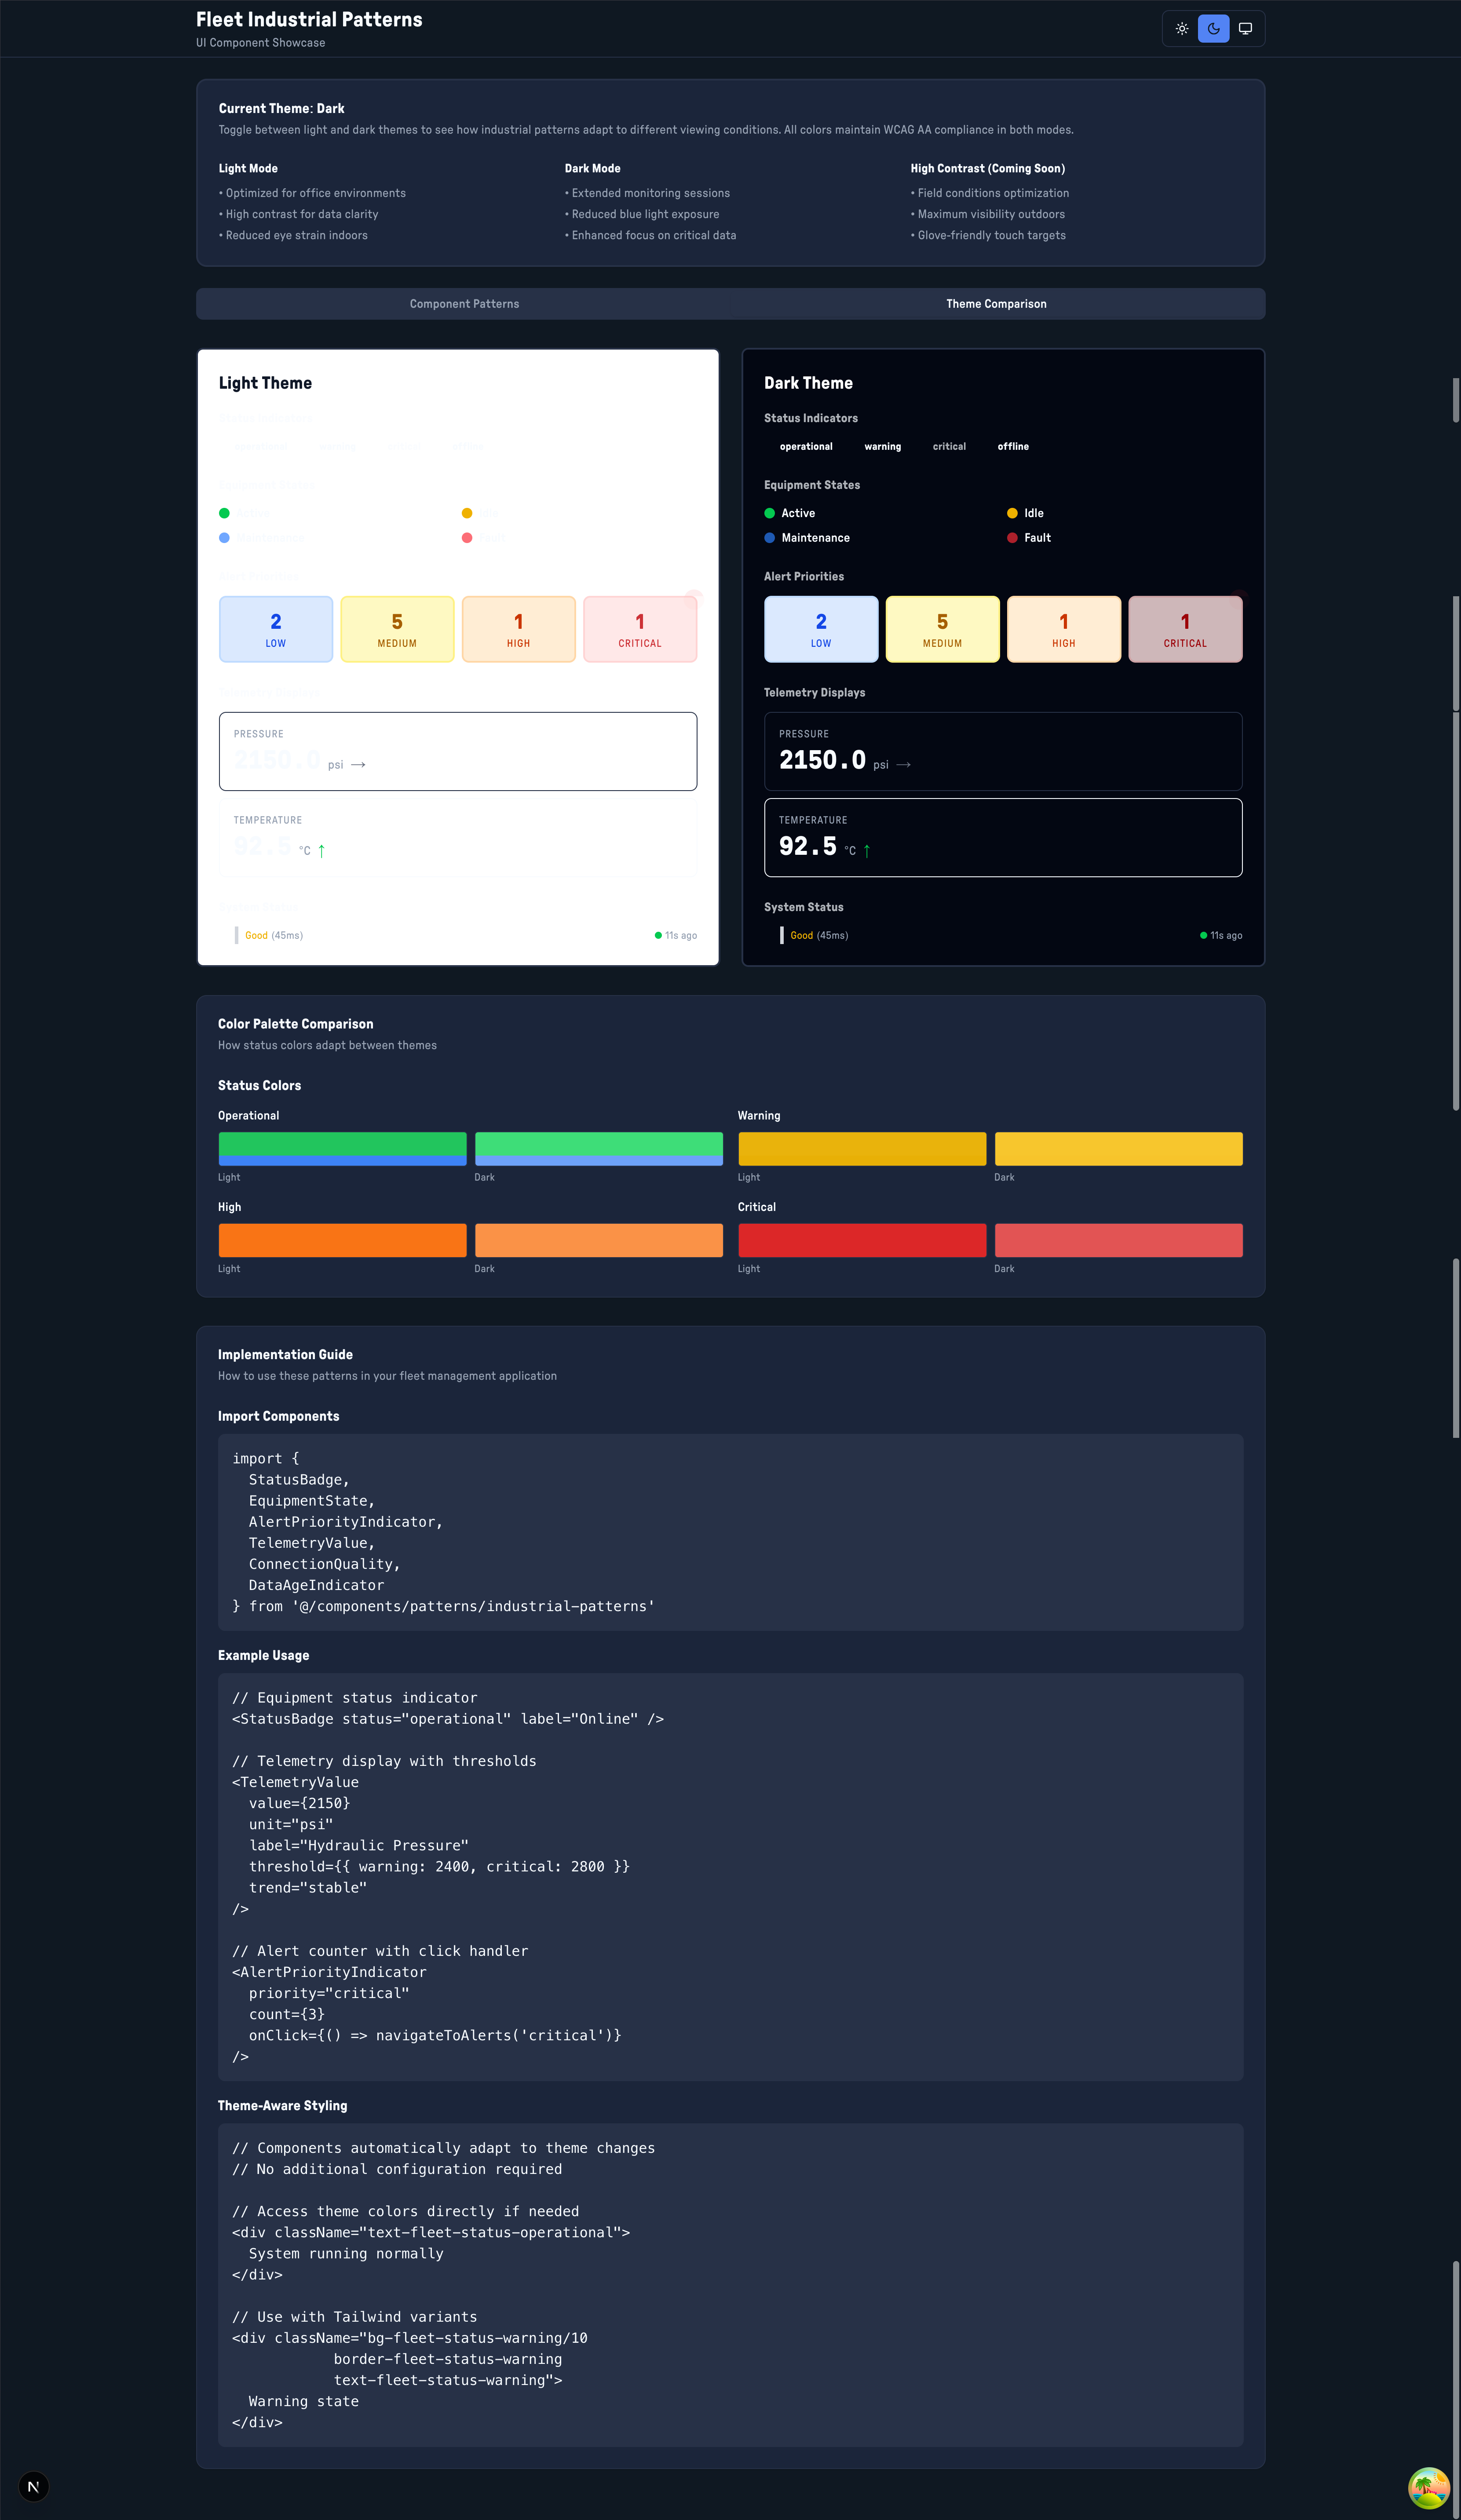 Fleet Industrial Patterns
UI Component Showcase
Current Theme: Dark
Toggle between light and dark themes to see how industrial patterns adapt to different viewing conditions. All colors maintain WCAG AA compliance in both modes.
Light Mode
• Optimized for office environments
• High contrast for data clarity
• Reduced eye strain indoors
Dark Mode
• Extended monitoring sessions
• Reduced blue light exposure
• Enhanced focus on critical data
High Contrast (Coming Soon)
• Field conditions optimization
• Maximum visibility outdoors
• Glove-friendly touch targets
Component Patterns
Theme Comparison
Light Theme
2
LOW
5
MEDIUM
1
HIGH
1
CRITICAL
PRESSURE
2150.0 psi →
TEMPERATURE
92.5 °C ↑
Good (45ms)
11s ago
Dark Theme
Status Indicators
operational warning critical offline
Equipment States
Active Idle
Maintenance Fault
Alert Priorities
2
LOW
5
MEDIUM
1
HIGH
1
CRITICAL
Telemetry Displays
PRESSURE
2150.0 psi →
TEMPERATURE
92.5 °C ↑
System Status
Good (45ms)
11s ago
Color Palette Comparison
How status colors adapt between themes
Status Colors
Operational
Light Dark
Warning
Light Dark
High
Light Dark
Critical
Light Dark
Implementation Guide
How to use these patterns in your fleet management application
Import Components
import {
  StatusBadge,
  EquipmentState,
  AlertPriorityIndicator,
  TelemetryValue,
  ConnectionQuality,
  DataAgeIndicator
} from '@/components/patterns/industrial-patterns'
Example Usage
// Equipment status indicator
<StatusBadge status="operational" label="Online" />
// Telemetry display with thresholds
<TelemetryValue
  value={2150}
  unit="psi"
  label="Hydraulic Pressure"
  threshold={{ warning: 2400, critical: 2800 }}
  trend="stable"
/>
// Alert counter with click handler
<AlertPriorityIndicator
  priority="critical"
  count={3}
  onClick={() => navigateToAlerts('critical')}
/>
Theme-Aware Styling
// Components automatically adapt to theme changes
// No additional configuration required
// Access theme colors directly if needed
<div className="text-fleet-status-operational">
  System running normally
</div>
// Use with Tailwind variants
<div className="bg-fleet-status-warning/10
            border-fleet-status-warning
            text-fleet-status-warning">
  Warning state
</div>
N